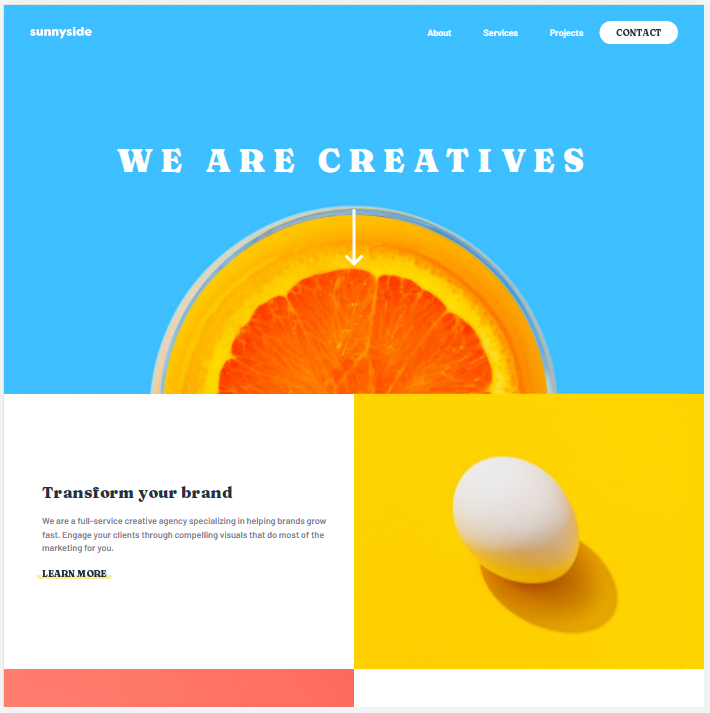 sunnyside
About Services Projects CONTACT
WE ARE CREATIVES
Transform your brand
We are a full-service creative agency specializing in helping brands grow
fast. Engage your clients through compelling visuals that do most of the
marketing for you.
LEARN MORE